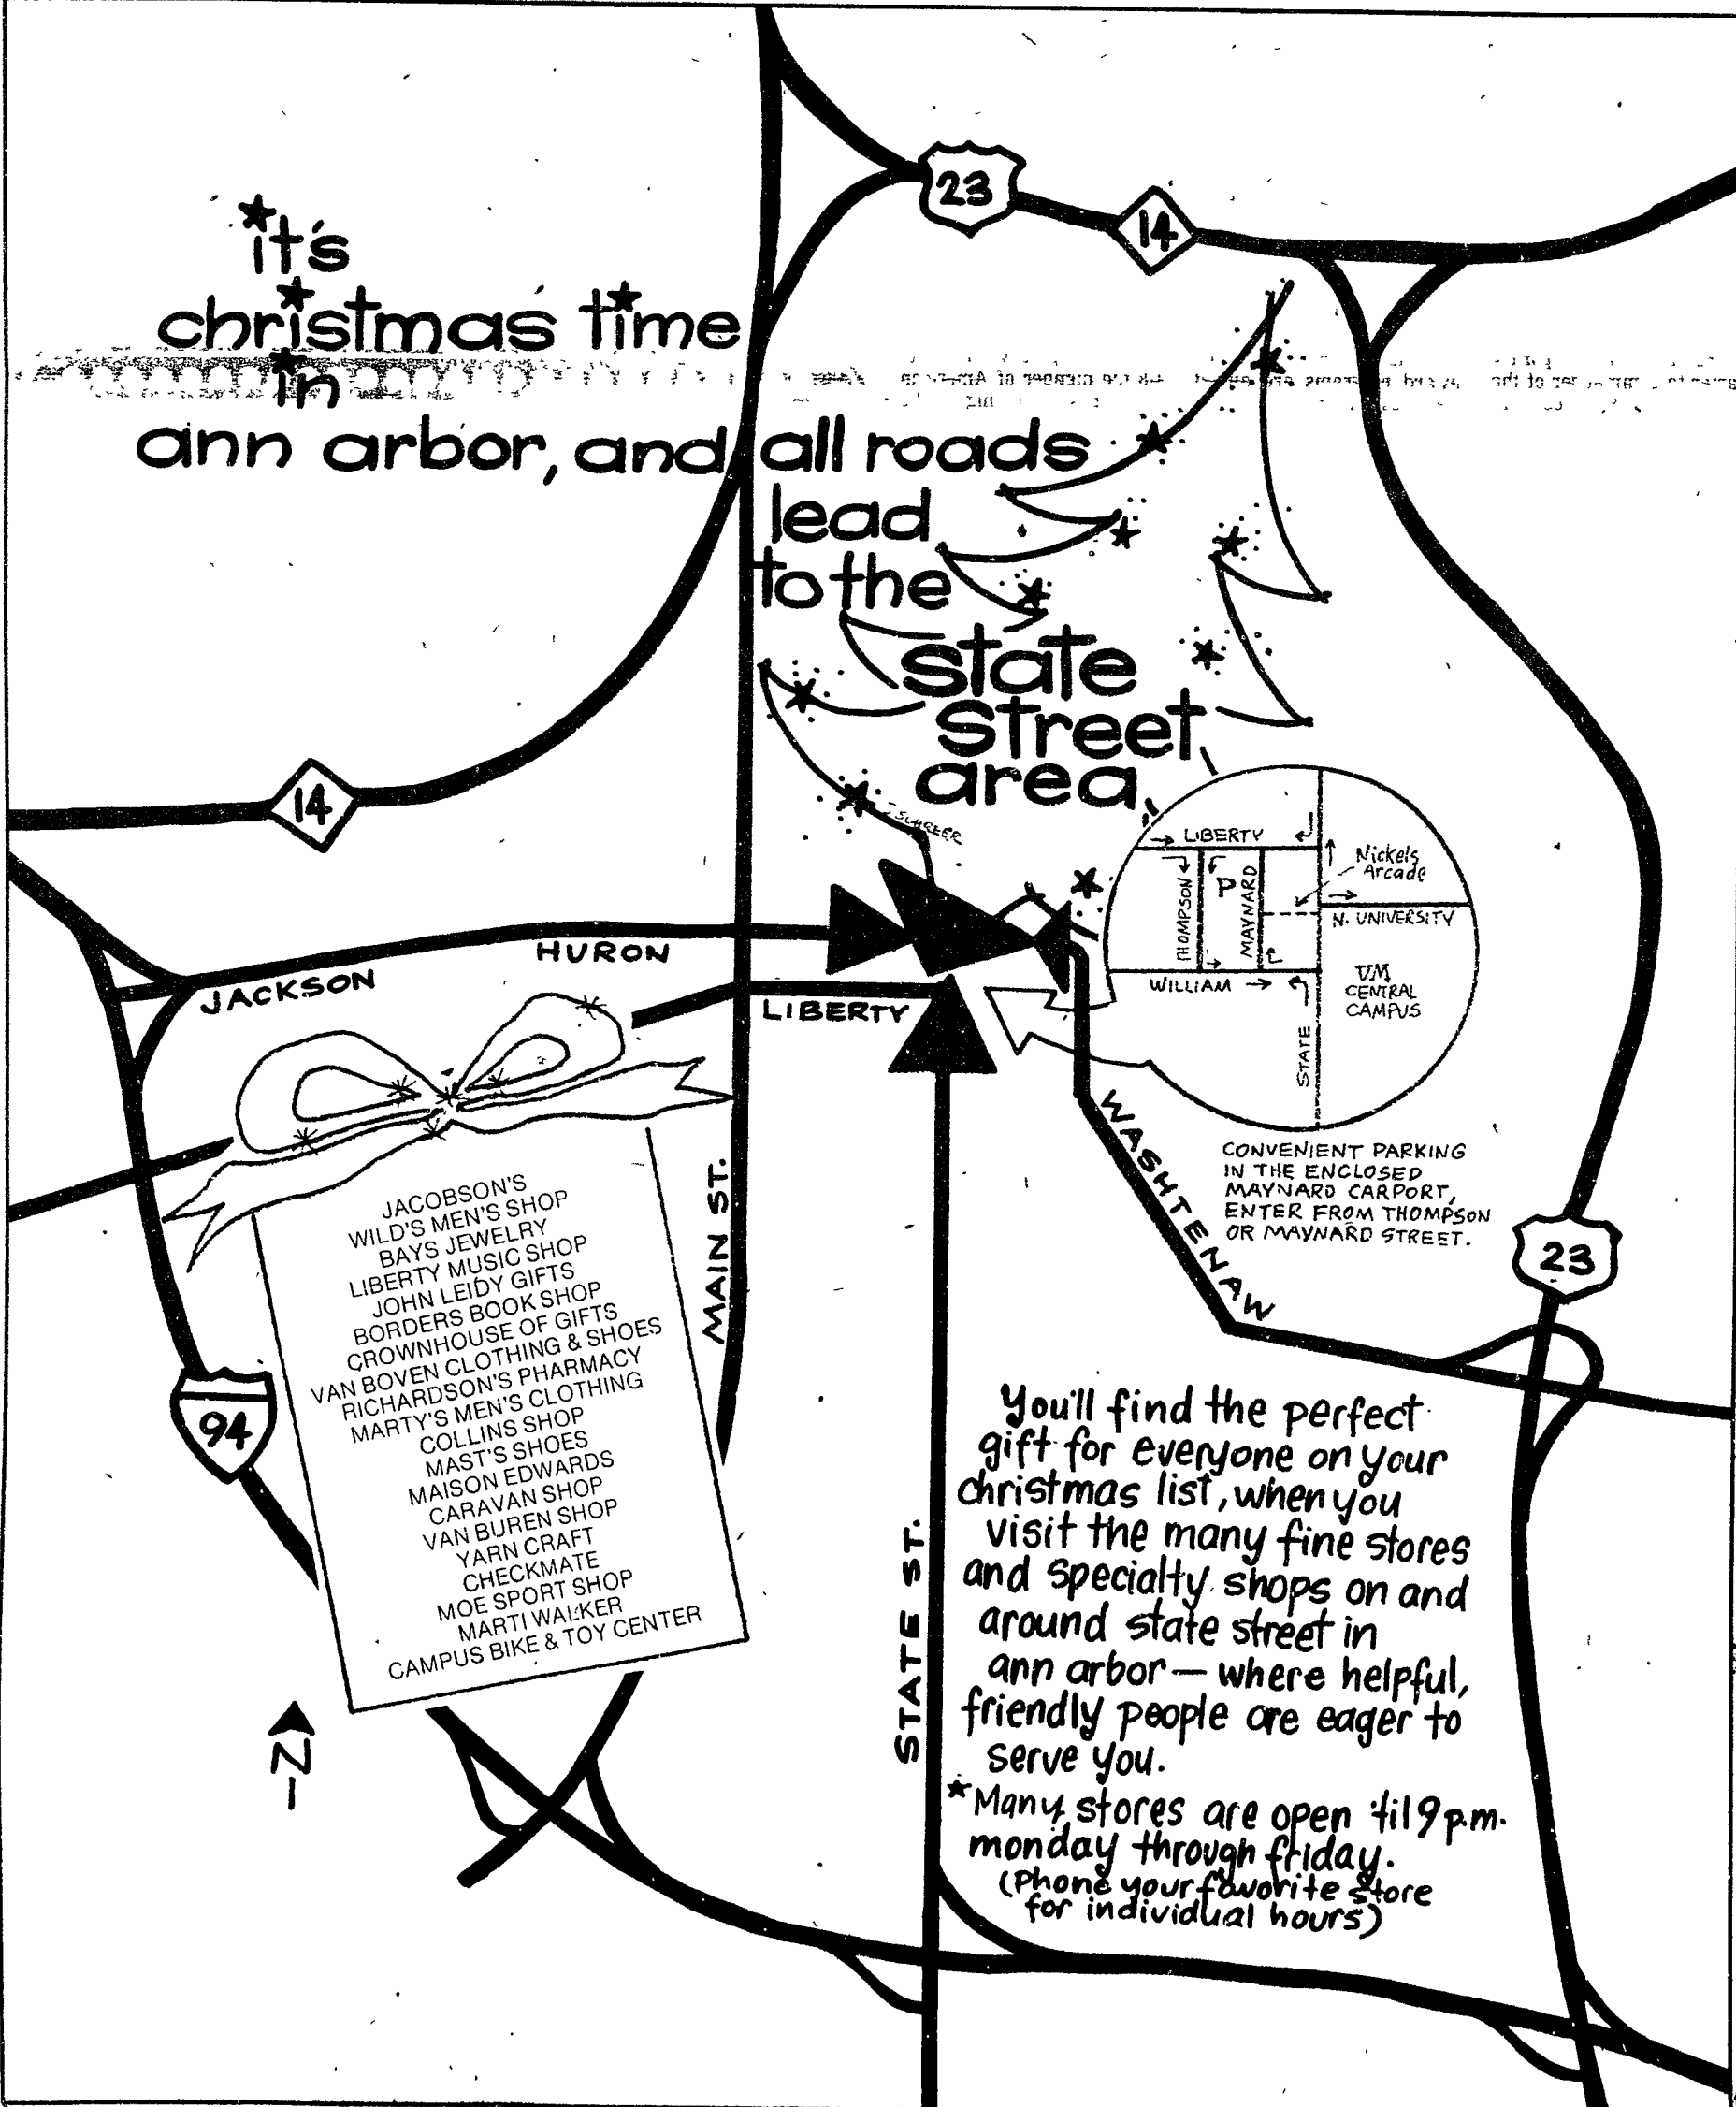 23
14
it's
christmas time
in
ann arbor, and all roads
lead
to the
state
street
area.
SCHREER
14
LIBERTY
Nickels
Arcade
P
THOMPSON
MAYNARD
N. UNIVERSITY
WILLIAM
UM
CENTRAL
CAMPUS
STATE
HURON
JACKSON
LIBERTY
WASHTENAW
CONVENIENT PARKING
IN THE ENCLOSED
MAYNARD CARPORT,
ENTER FROM THOMPSON
OR MAYNARD STREET.
23
MAIN ST.
JACOBSON'S
WILD'S MEN'S SHOP
BAYS JEWELRY
LIBERTY MUSIC SHOP
JOHN LEIDY GIFTS
BORDERS BOOK SHOP
CROWNHOUSE OF GIFTS
VAN BOVEN CLOTHING & SHOES
RICHARDSON'S PHARMACY
MARTY'S MEN'S CLOTHING
COLLINS SHOP
MAST'S SHOES
MAISON EDWARDS
CARAVAN SHOP
VAN BUREN SHOP
YARN CRAFT
CHECKMATE
MOE SPORT SHOP
MARTI WALKER
CAMPUS BIKE & TOY CENTER
94
N
STATE ST.
You'll find the perfect
gift for everyone on your
christmas list, when you
visit the many fine stores
and specialty shops on and
around state street in
ann arbor — where helpful,
friendly people are eager to
serve you.
*Many stores are open 'til 9 p.m.
monday through friday.
(Phone your favorite store
for individual hours)